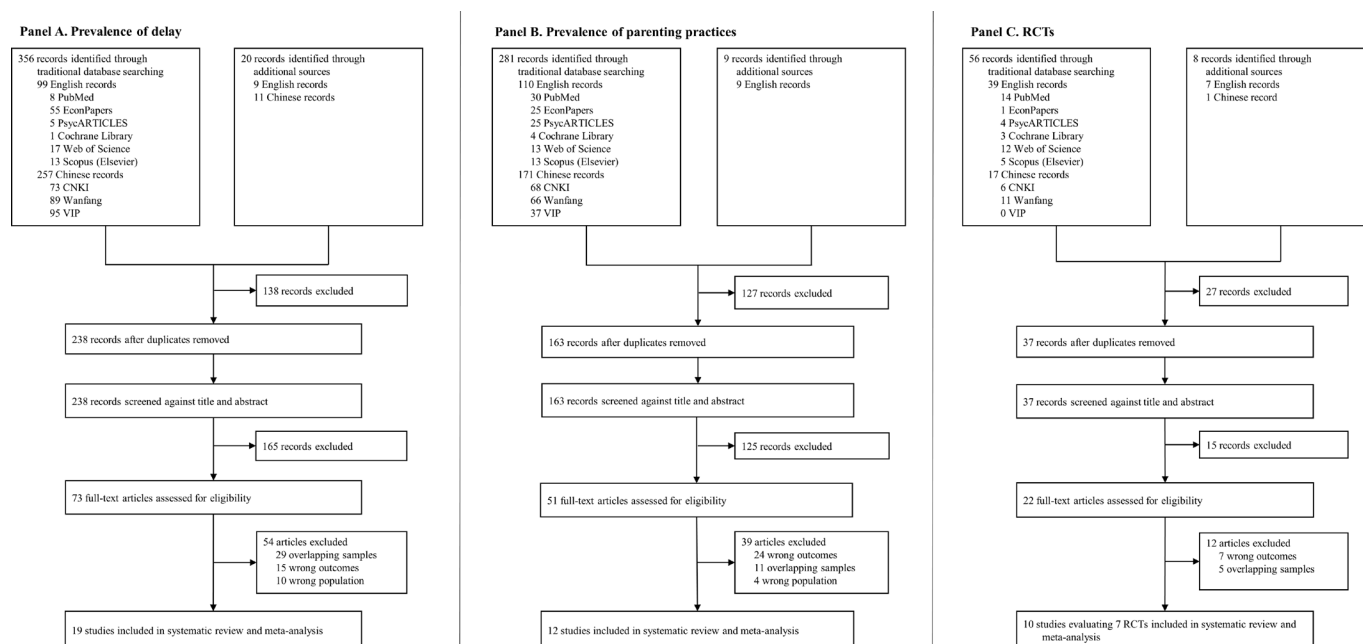 Panel A. Prevalence of delay
356 records identified through
traditional database searching
99 English records
8 PubMed
55 EconPapers
5 PsycARTICLES
1 Cochrane Library
17 Web of Science
13 Scopus (Elsevier)
257 Chinese records
73 CNKI
89 Wanfang
95 VIP
20 records identified through
additional sources
9 English records
11 Chinese records
138 records excluded
238 records after duplicates removed
238 records screened against title and abstract
165 records excluded
73 full-text articles assessed for eligibility
54 articles excluded
29 overlapping samples
15 wrong outcomes
10 wrong population
19 studies included in systematic review and meta-analysis
Panel B. Prevalence of parenting practices
281 records identified through
traditional database searching
110 English records
30 PubMed
25 EconPapers
25 PsycARTICLES
4 Cochrane Library
13 Web of Science
13 Scopus (Elsevier)
171 Chinese records
68 CNKI
66 Wanfang
37 VIP
9 records identified through
additional sources
9 English records
127 records excluded
163 records after duplicates removed
163 records screened against title and abstract
125 records excluded
51 full-text articles assessed for eligibility
39 articles excluded
24 wrong outcomes
11 overlapping samples
4 wrong population
12 studies included in systematic review and meta-analysis
Panel C. RCTs
56 records identified through
traditional database searching
39 English records
14 PubMed
1 EconPapers
4 PsycARTICLES
3 Cochrane Library
12 Web of Science
5 Scopus (Elsevier)
17 Chinese records
6 CNKI
11 Wanfang
0 VIP
8 records identified through
additional sources
7 English records
1 Chinese record
27 records excluded
37 records after duplicates removed
37 records screened against title and abstract
15 records excluded
22 full-text articles assessed for eligibility
12 articles excluded
7 wrong outcomes
5 overlapping samples
10 studies evaluating 7 RCTs included in systematic review and
meta-analysis